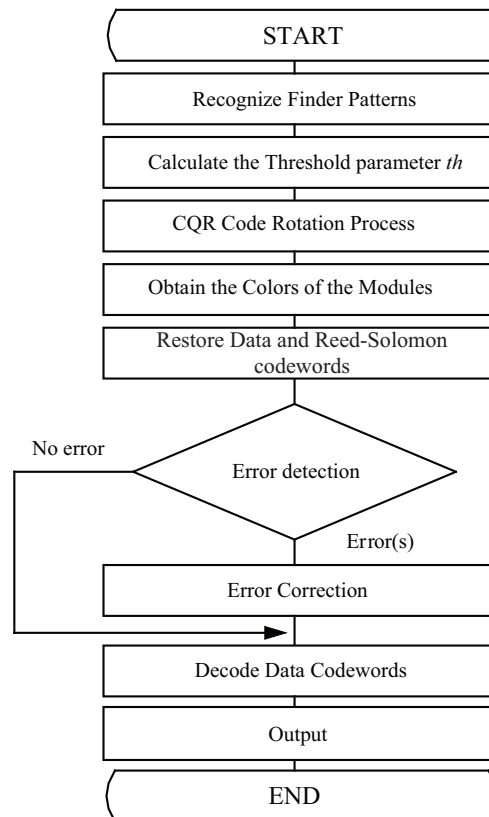 START
Recognize Finder Patterns
Calculate the Threshold parameter th
CQR Code Rotation Process
Obtain the Colors of the Modules
Restore Data and Reed-Solomon
codewords
No error
Error detection
Error(s)
Error Correction
Decode Data Codewords
Output
END